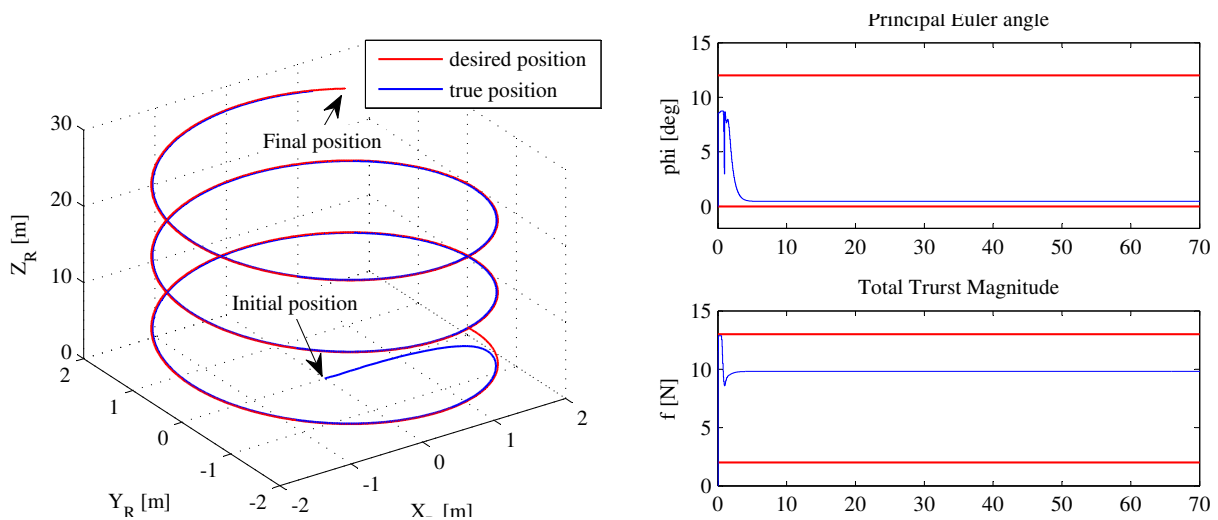 desired position
true position
Final position
Initial position
30
20
10
0
Z_R [m]
2
1
0
-1
-2
Y_R [m]
-2
-1
0
1
2
[m]
Principal Euler angle
15
10
5
0
phi [deg]
0 10 20 30 40 50 60 70
Total Trurst Magnitude
15
10
5
0
f [N]
0 10 20 30 40 50 60 70